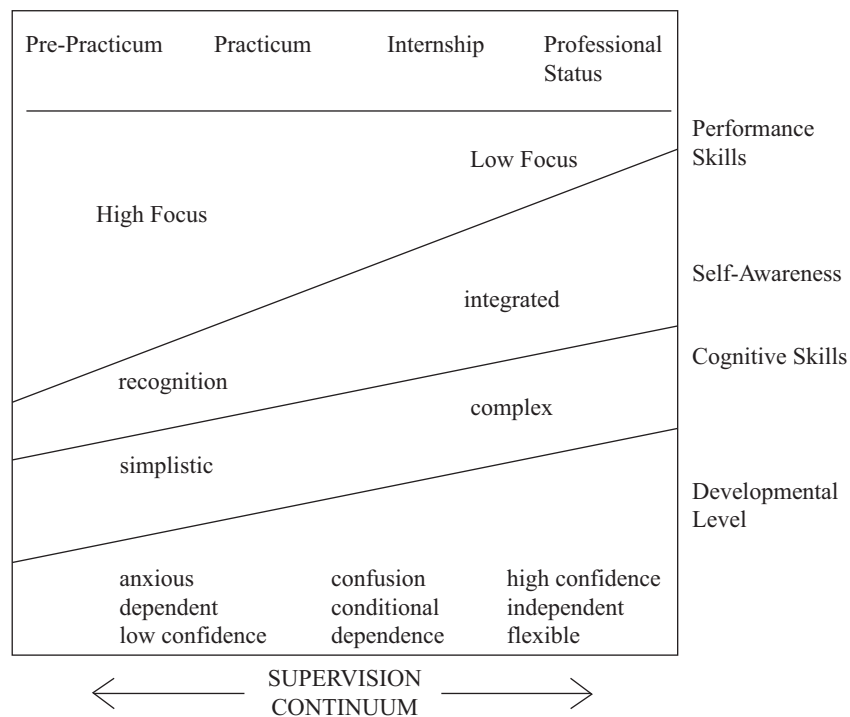 Pre-Practicum Practicum Internship Professional
Status
Performance
Skills
Low Focus
High Focus
Self-Awareness
integrated
Cognitive Skills
recognition
complex
simplistic
Developmental
Level
anxious confusion high confidence
dependent conditional independent
low confidence dependence flexible
SUPERVISION
CONTINUUM